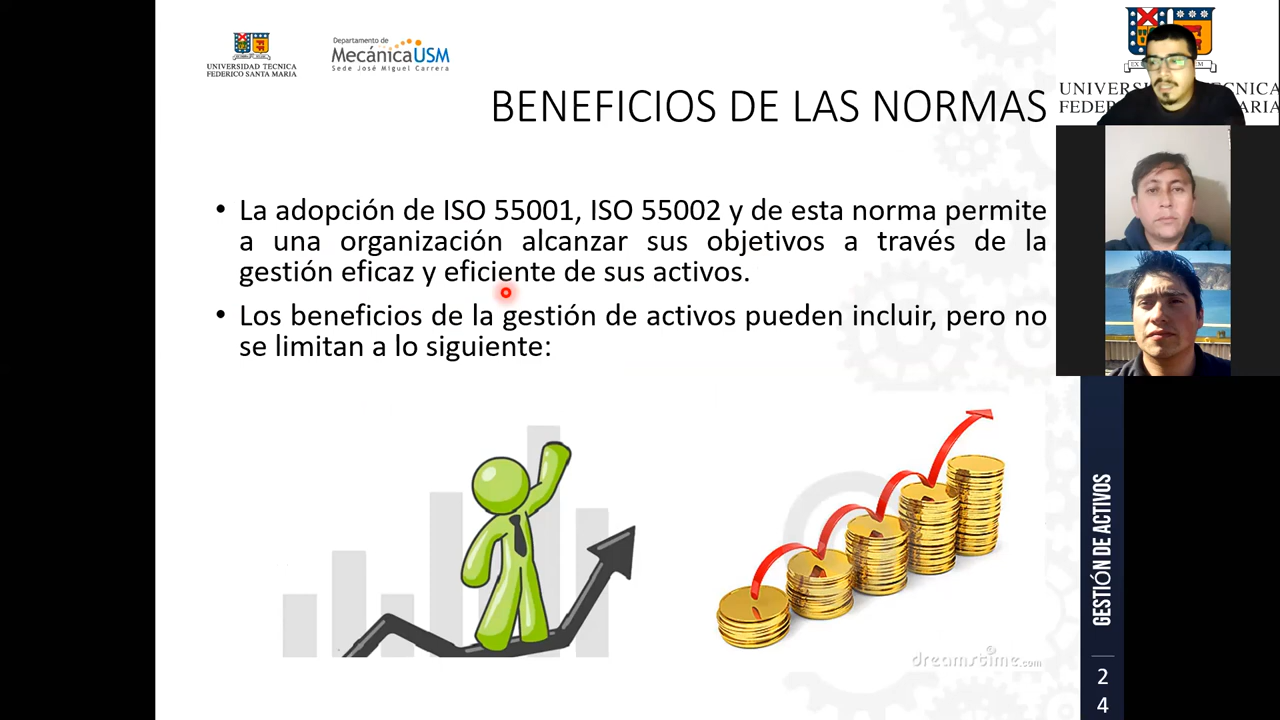 UNIVERSIDAD TECNICA
FEDERICO SANTA MARIA
Departamento de
MecánicaUSM
Sede José Miguel Carrera
BENEFICIOS DE LAS NORMAS
• La adopción de ISO 55001, ISO 55002 y de esta norma permite
a una organización alcanzar sus objetivos a través de la
gestión eficaz y eficiente de sus activos.
• Los beneficios de la gestión de activos pueden incluir, pero no
se limitan a lo siguiente:
dreamstime.com
GESTIÓN DE ACTIVOS
2
4